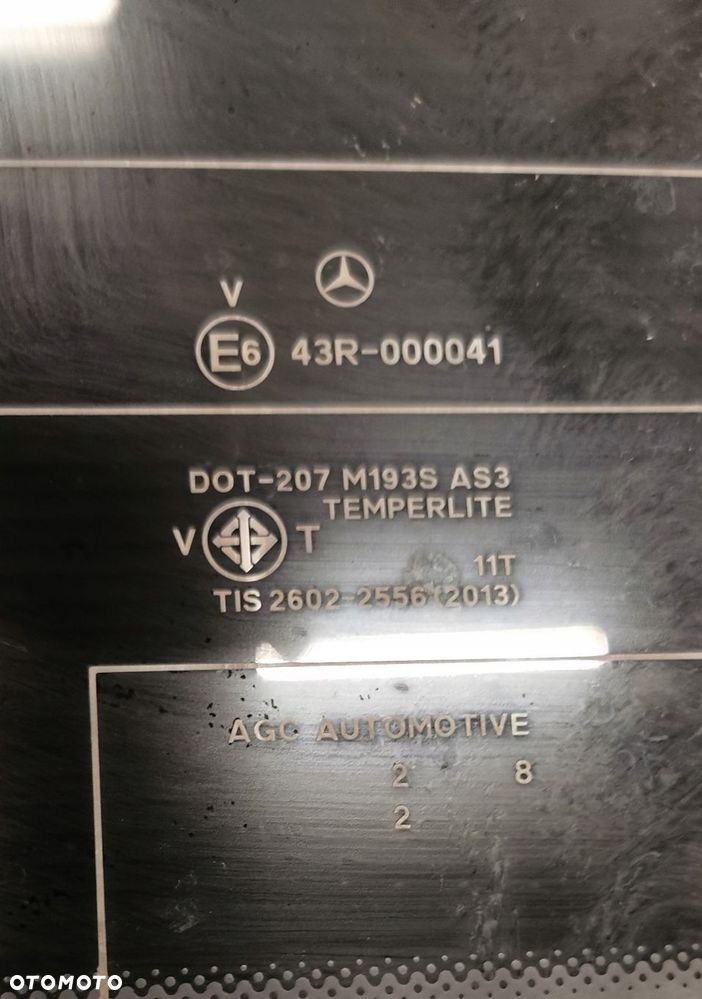 V
E6 43R-000041
DOT-207 M193S AS3
TEMPERLITE
V T
11T
TIS 2602-2556(2013)
AGC AUTOMOTIVE
2 8
2
OTOMOTO